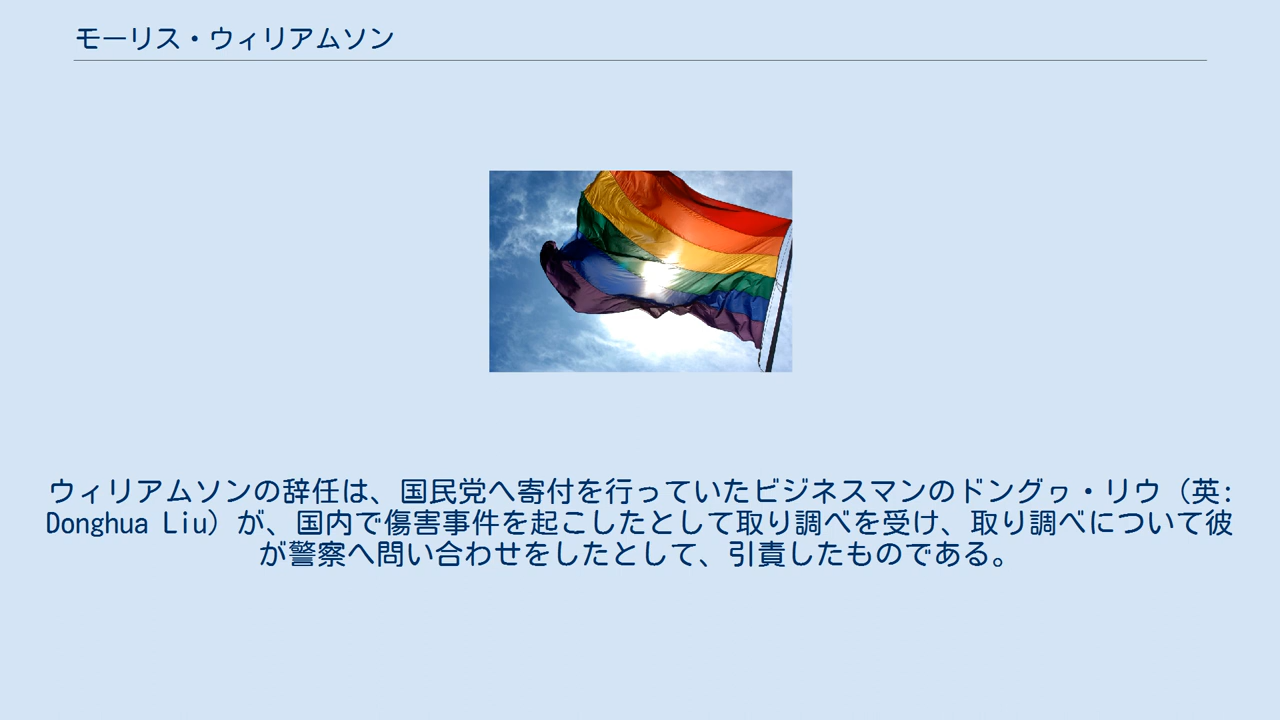 モーリス・ウィリアムソン
ウィリアムソンの辞任は、国民党へ寄付を行っていたビジネスマンのドングヮ・リウ（英:
Donghua Liu）が、国内で傷害事件を起こしたとして取り調べを受け、取り調べについて彼
が警察へ問い合わせをしたとして、引責したものである。